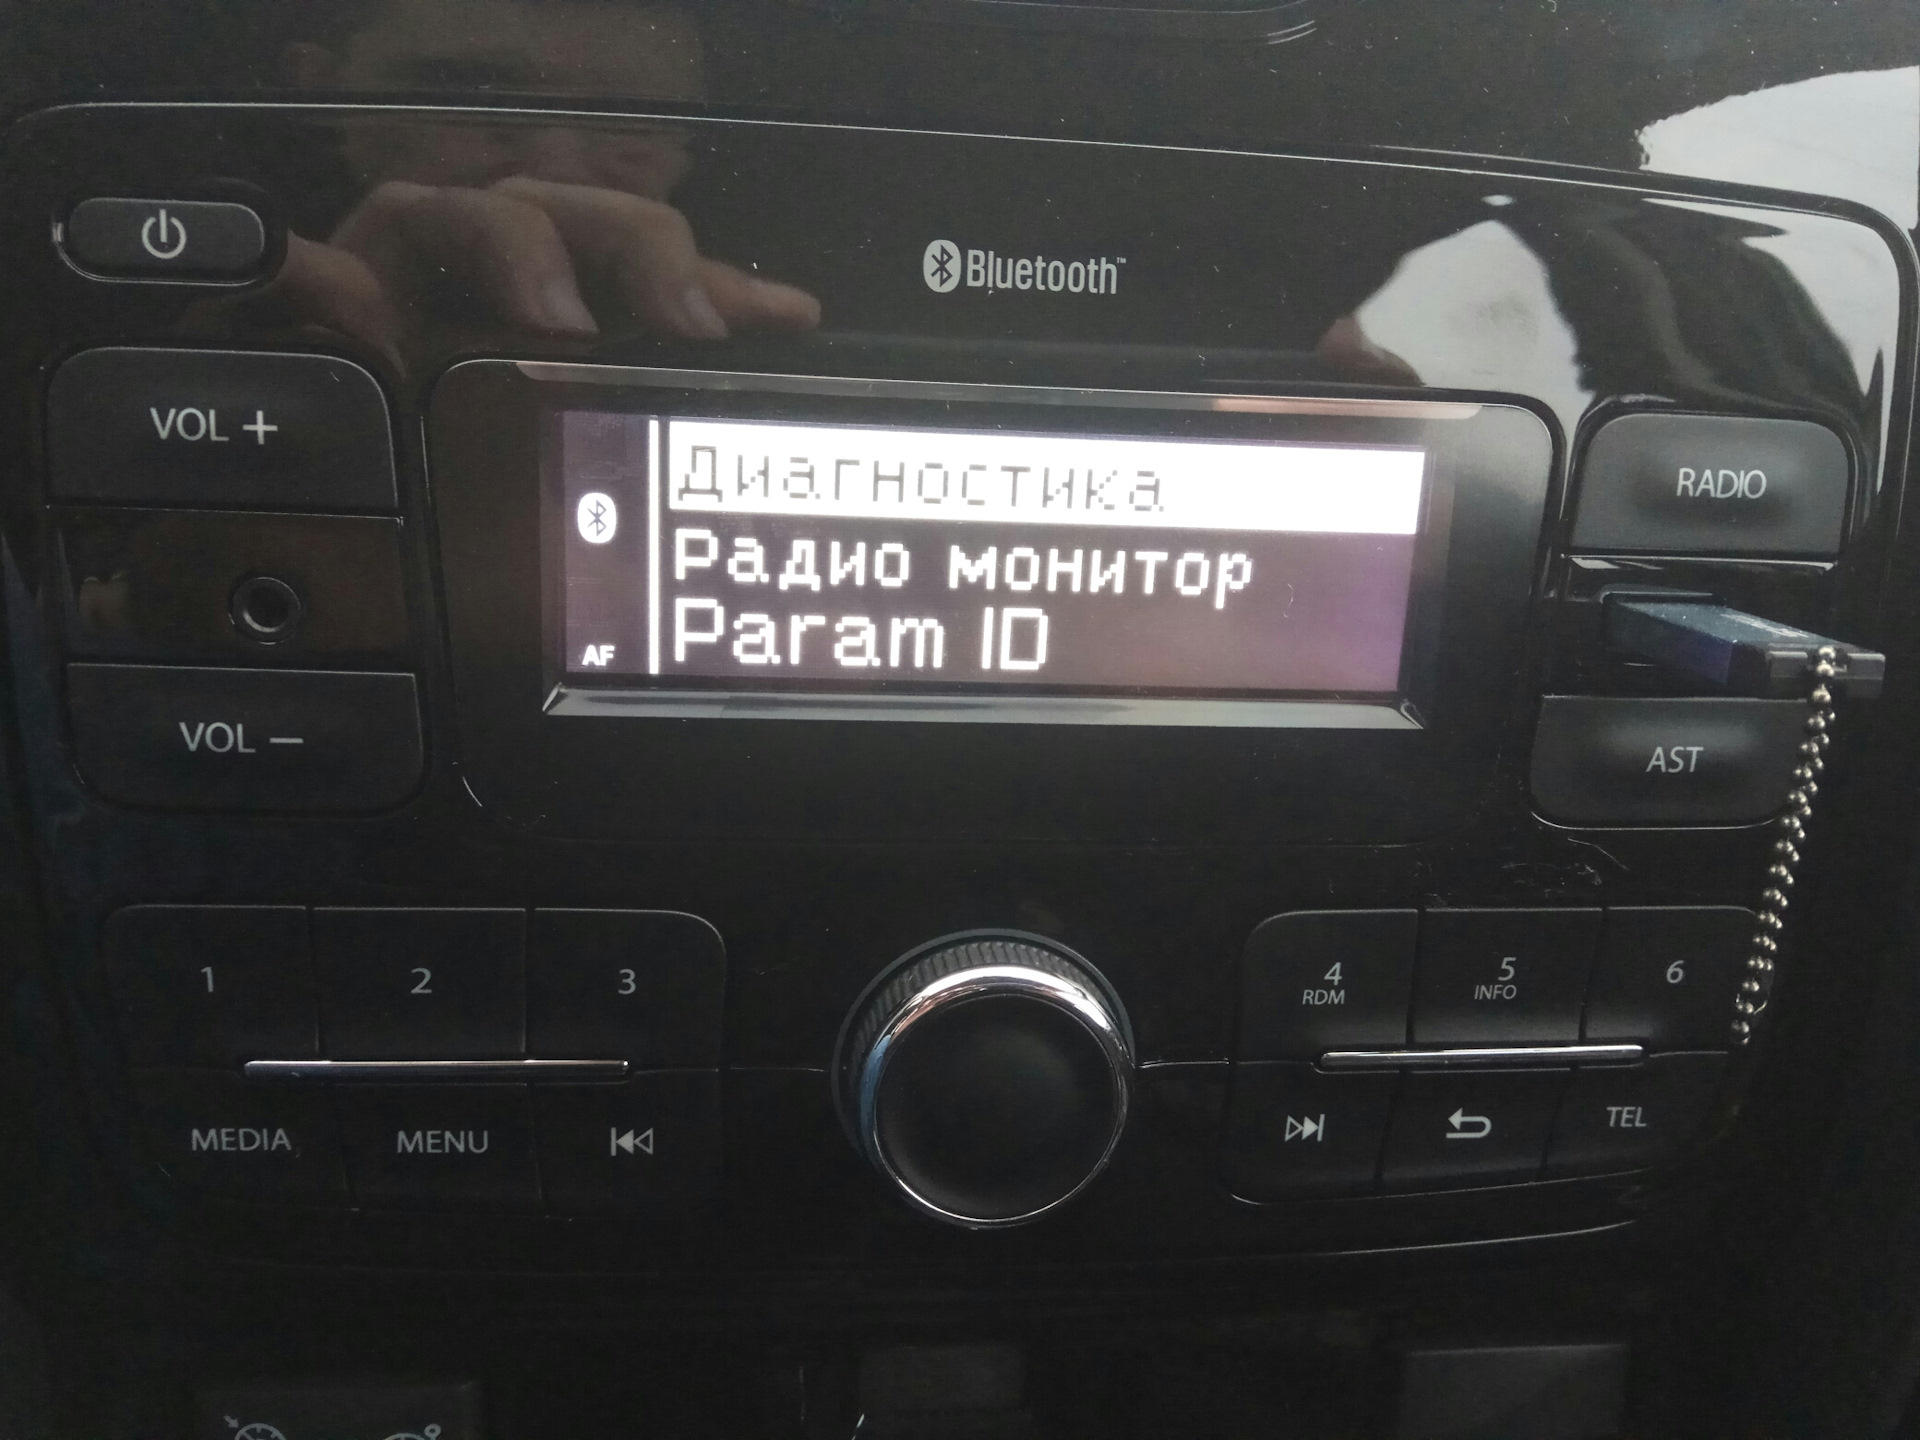 Bluetooth™
VOL +
Диагностика
RADIO
Радио монитор
Param ID
AF
VOL −
AST
1
2
3
4
RDM
5
INFO
6
MEDIA
MENU
TEL